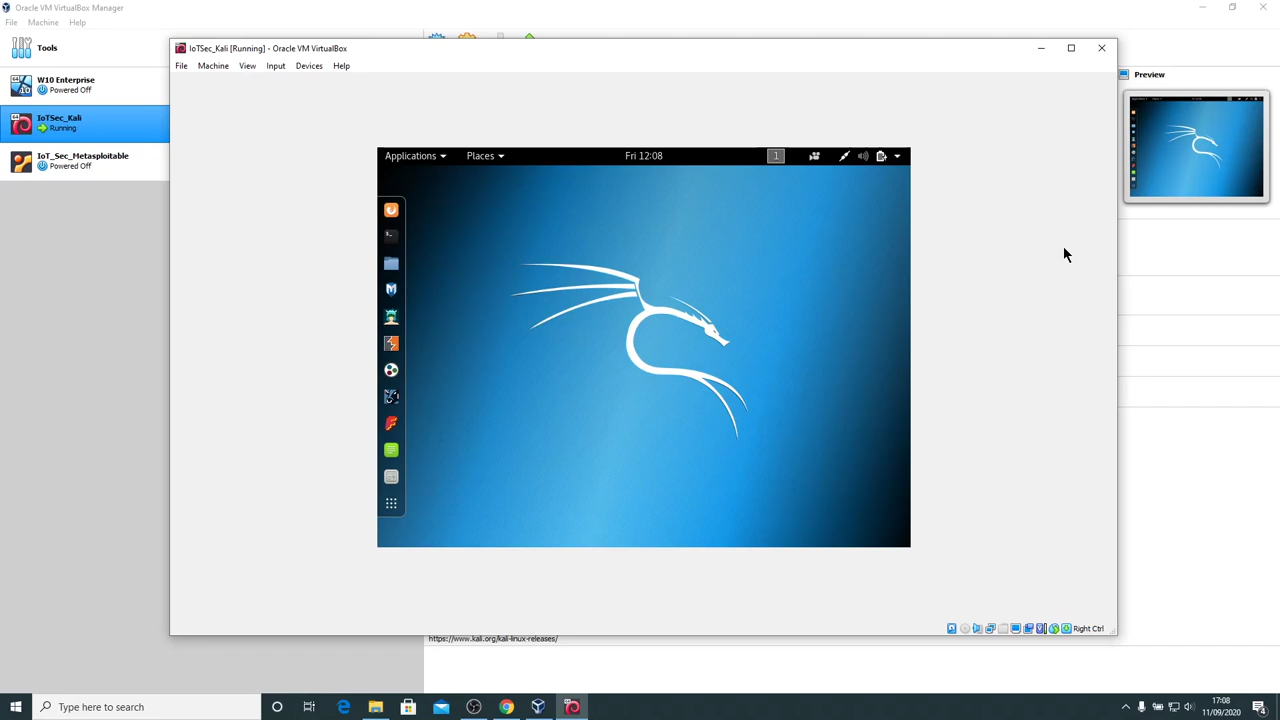 Oracle VM VirtualBox Manager
File Machine Help
Tools
W10 Enterprise
Powered Off
IoTSec_Kali
Running
IoT_Sec_Metasploitable
Powered Off
IoTSec_Kali [Running] - Oracle VM VirtualBox
File Machine View Input Devices Help
Applications Places Fri 12:08 1
Right Ctrl
Preview
https://www.kali.org/kali-linux-releases/
Type here to search
17:08
11/09/2020
4